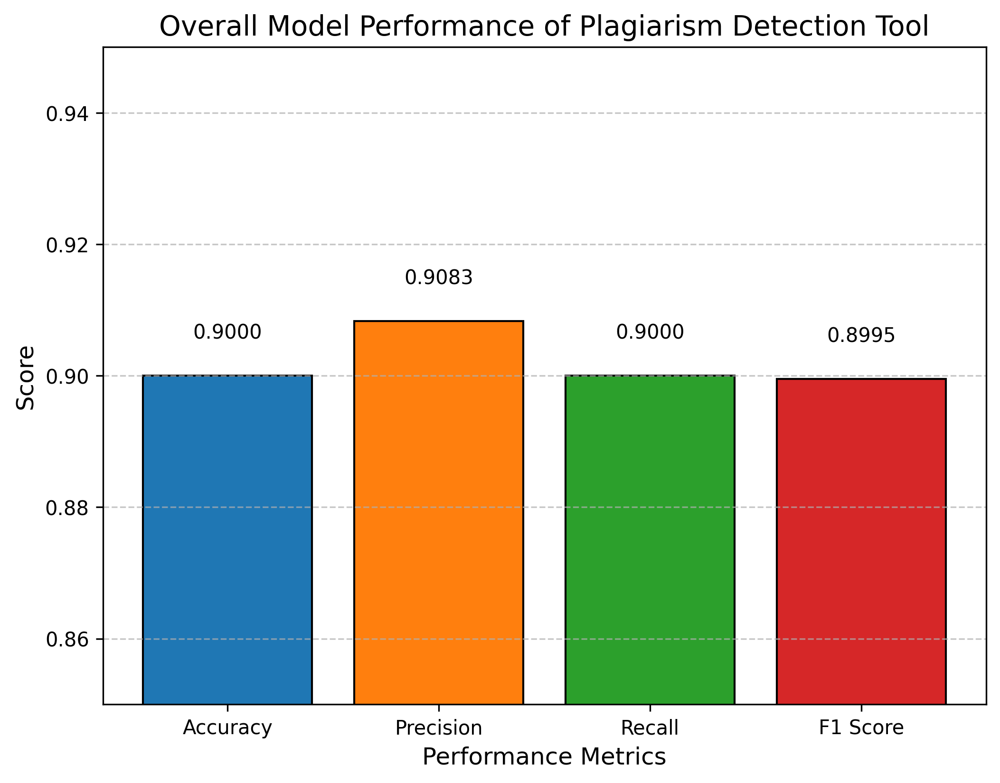 Overall Model Performance of Plagiarism Detection Tool
0.94
0.92
0.90
0.88
0.86
Score
0.9000
0.9083
0.9000
0.8995
Accuracy
Precision
Recall
F1 Score
Performance Metrics